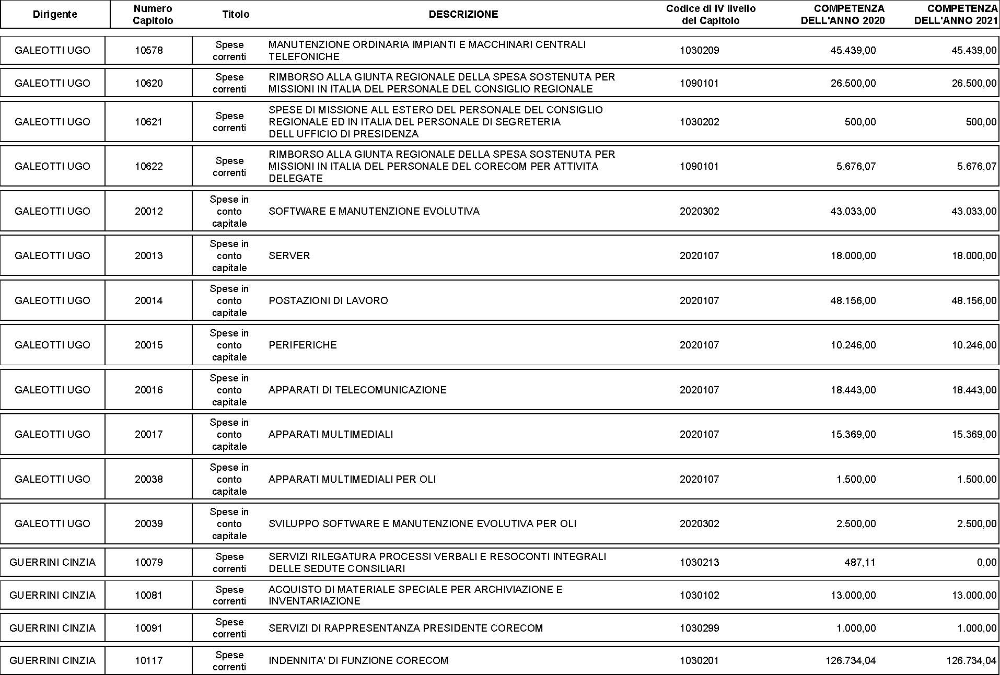 Dirigente Numero Capitolo Titolo DESCRIZIONE Codice di IV livello del Capitolo COMPETENZA DELL'ANNO 2020 COMPETENZA DELL'ANNO 2021
GALEOTTI UGO 10578 Spese correnti MANUTENZIONE ORDINARIA IMPIANTI E MACCHINARI CENTRALI TELEFONICHE 1030209 45.439,00 45.439,00
GALEOTTI UGO 10620 Spese correnti RIMBORSO ALLA GIUNTA REGIONALE DELLA SPESA SOSTENUTA PER MISSIONI IN ITALIA DEL PERSONALE DEL CONSIGLIO REGIONALE 1090101 26.500,00 26.500,00
GALEOTTI UGO 10621 Spese correnti SPESE DI MISSIONE ALL ESTERO DEL PERSONALE DEL CONSIGLIO REGIONALE ED IN ITALIA DEL PERSONALE DI SEGRETERIA DELL UFFICIO DI PRESIDENZA 1030202 500,00 500,00
GALEOTTI UGO 10622 Spese correnti RIMBORSO ALLA GIUNTA REGIONALE DELLA SPESA SOSTENUTA PER MISSIONI IN ITALIA DEL PERSONALE DEL CORECOM PER ATTIVITA DELEGATE 1090101 5.676,07 5.676,07
GALEOTTI UGO 20012 Spese in conto capitale SOFTWARE E MANUTENZIONE EVOLUTIVA 2020302 43.033,00 43.033,00
GALEOTTI UGO 20013 Spese in conto capitale SERVER 2020107 18.000,00 18.000,00
GALEOTTI UGO 20014 Spese in conto capitale POSTAZIONI DI LAVORO 2020107 48.156,00 48.156,00
GALEOTTI UGO 20015 Spese in conto capitale PERIFERICHE 2020107 10.246,00 10.246,00
GALEOTTI UGO 20016 Spese in conto capitale APPARATI DI TELECOMUNICAZIONE 2020107 18.443,00 18.443,00
GALEOTTI UGO 20017 Spese in conto capitale APPARATI MULTIMEDIALI 2020107 15.369,00 15.369,00
GALEOTTI UGO 20038 Spese in conto capitale APPARATI MULTIMEDIALI PER OLI 2020107 1.500,00 1.500,00
GALEOTTI UGO 20039 Spese in conto capitale SVILUPPO SOFTWARE E MANUTENZIONE EVOLUTIVA PER OLI 2020302 2.500,00 2.500,00
GUERRINI CINZIA 10079 Spese correnti SERVIZI RILEGATURA PROCESSI VERBALI E RESOCONTI INTEGRALI DELLE SEDUTE CONSILIARI 1030213 487,11 0,00
GUERRINI CINZIA 10081 Spese correnti ACQUISTO DI MATERIALE SPECIALE PER ARCHIVIAZIONE E INVENTARIAZIONE 1030102 13.000,00 13.000,00
GUERRINI CINZIA 10091 Spese correnti SERVIZI DI RAPPRESENTANZA PRESIDENTE CORECOM 1030299 1.000,00 1.000,00
GUERRINI CINZIA 10117 Spese correnti INDENNITA' DI FUNZIONE CORECOM 1030201 126.734,04 126.734,04